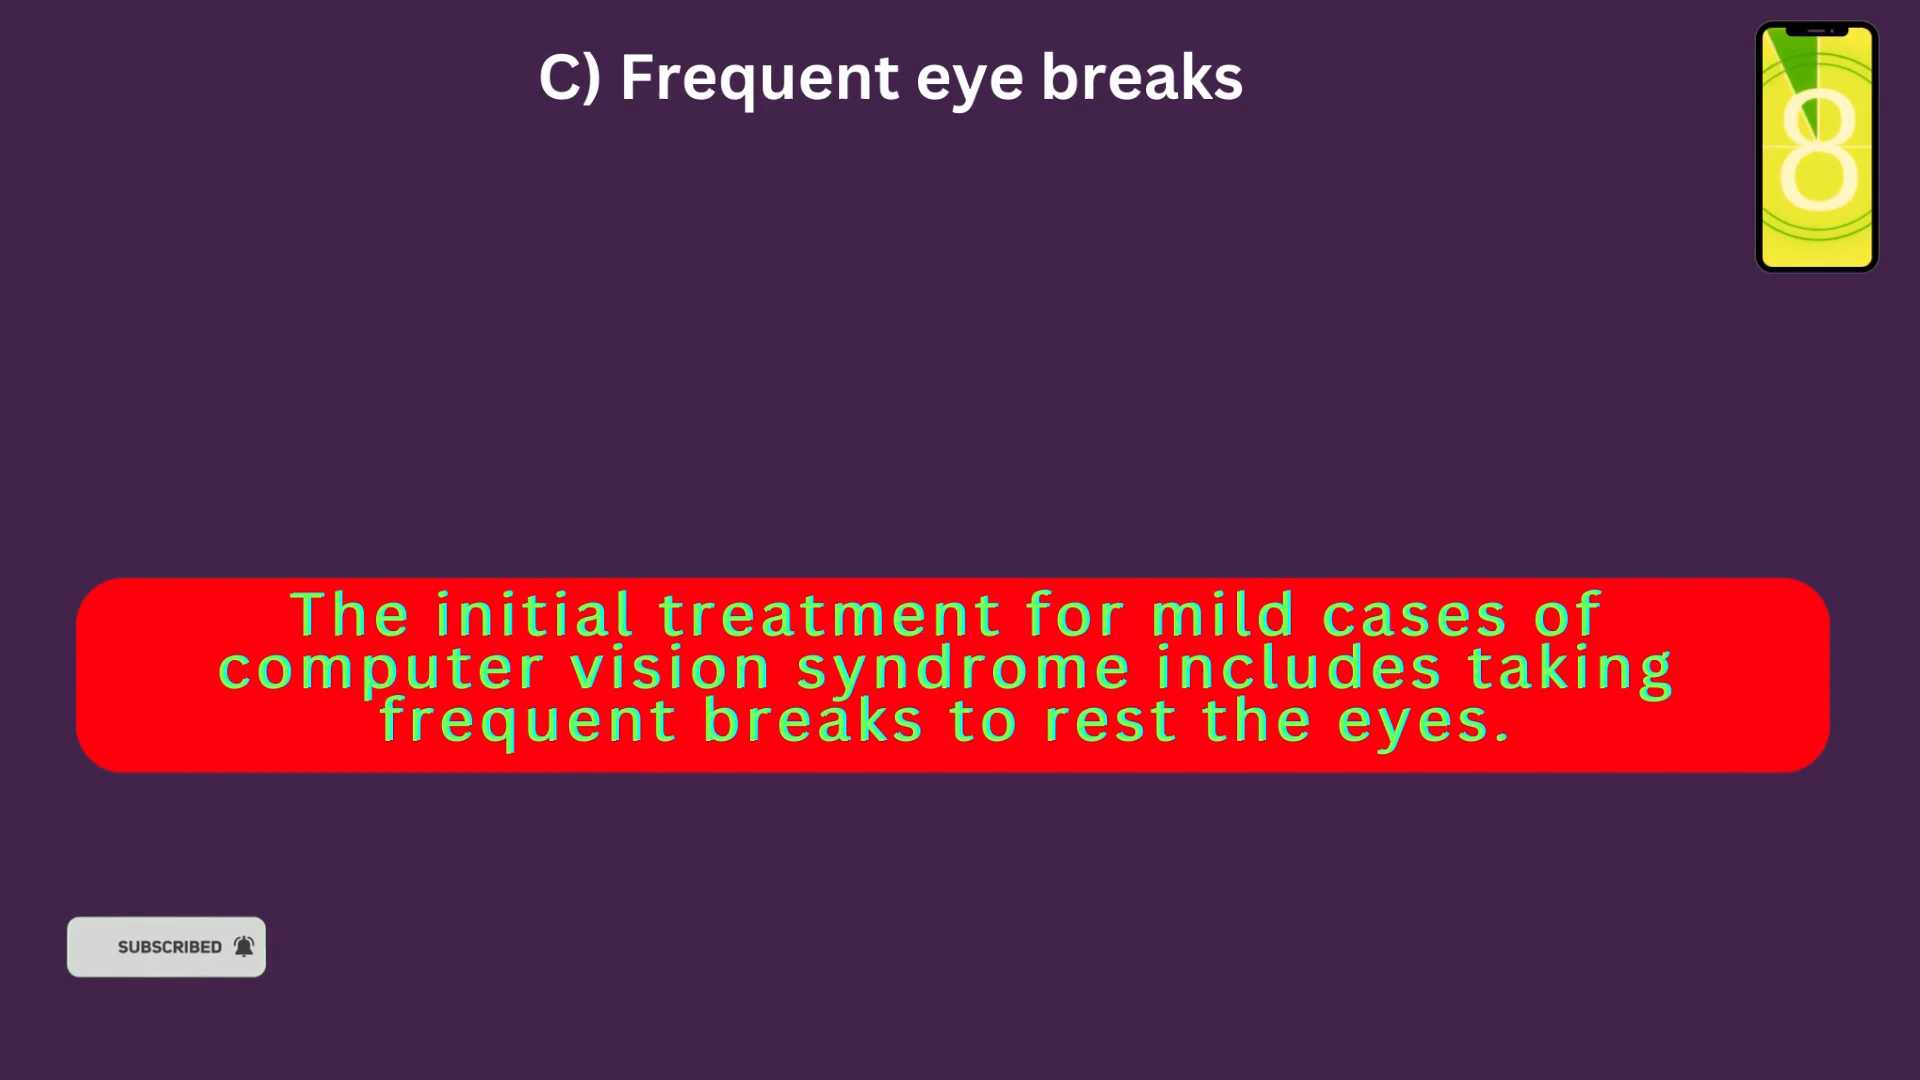 C) Frequent eye breaks
8
The initial treatment for mild cases of
computer vision syndrome includes taking
frequent breaks to rest the eyes.
SUBSCRIBED